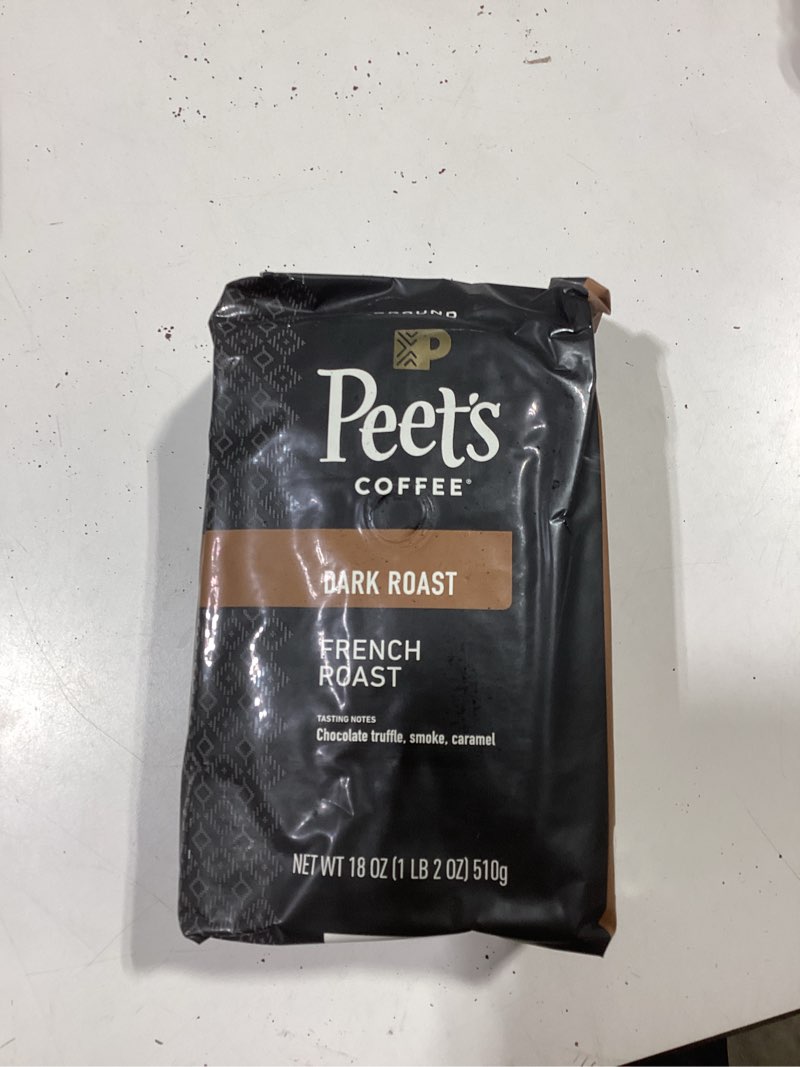 GROUND
P
Peet's
COFFEE®
DARK ROAST
FRENCH
ROAST
TASTING NOTES
Chocolate truffle, smoke, caramel
NET WT 18 OZ (1 LB 2 OZ) 510g